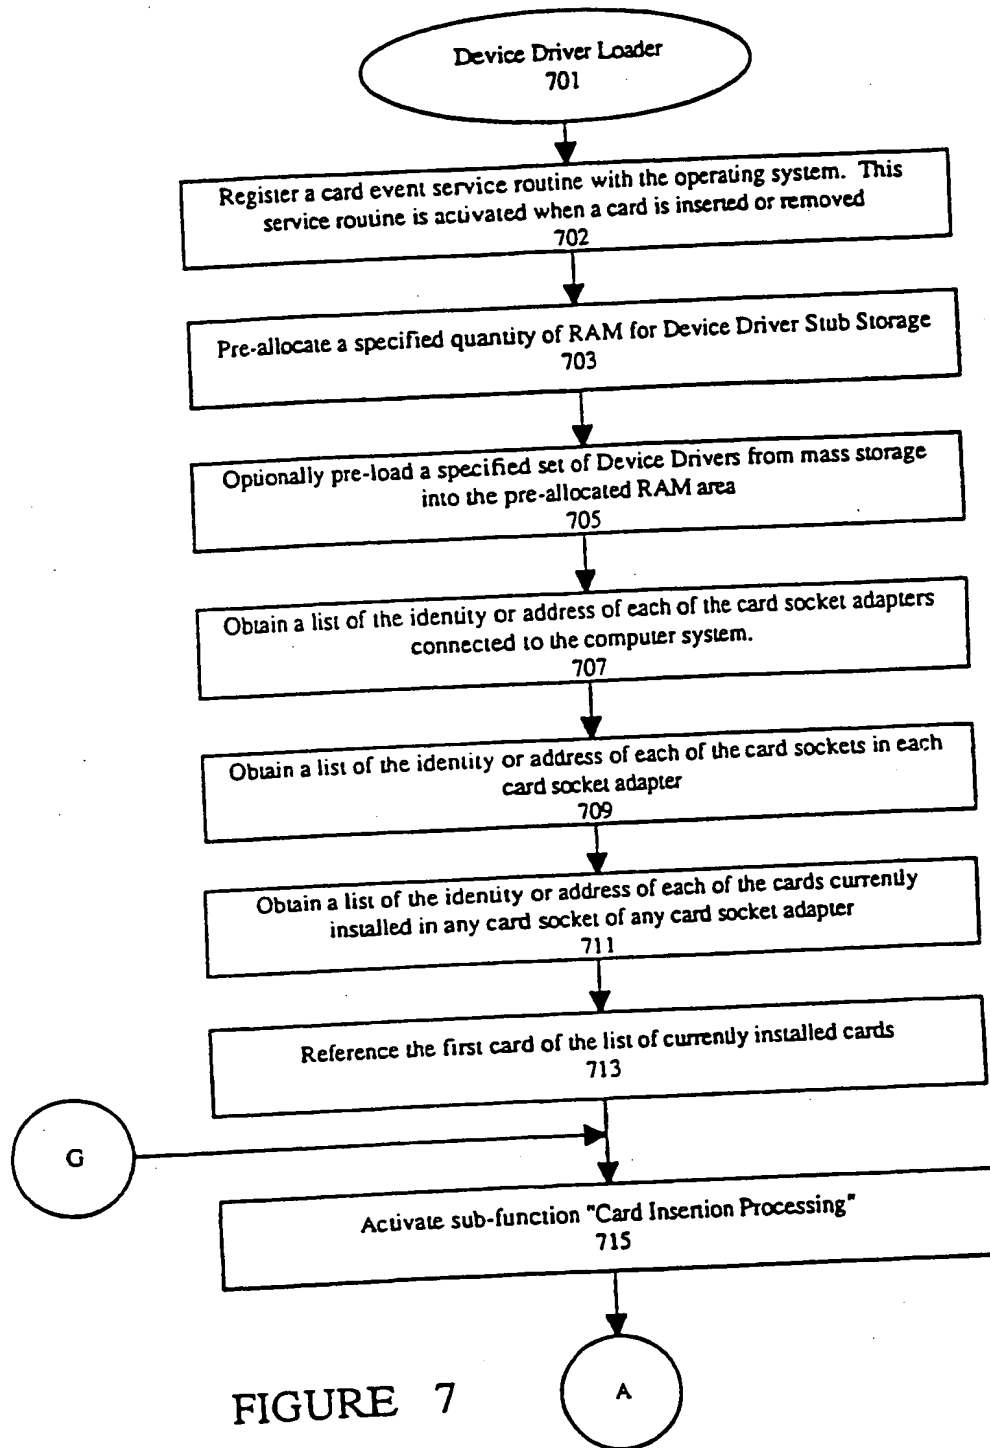 Device Driver Loader
701
Register a card event service routine with the operating system. This
service routine is activated when a card is inserted or removed
702
Pre-allocate a specified quantity of RAM for Device Driver Stub Storage
703
Optionally pre-load a specified set of Device Drivers from mass storage
into the pre-allocated RAM area
705
Obtain a list of the identity or address of each of the card socket adapters
connected to the computer system.
707
Obtain a list of the identity or address of each of the card sockets in each
card socket adapter
709
Obtain a list of the identity or address of each of the cards currently
installed in any card socket of any card socket adapter
711
Reference the first card of the list of currently installed cards
713
G
Activate sub-function "Card Insertion Processing"
715
A
FIGURE 7